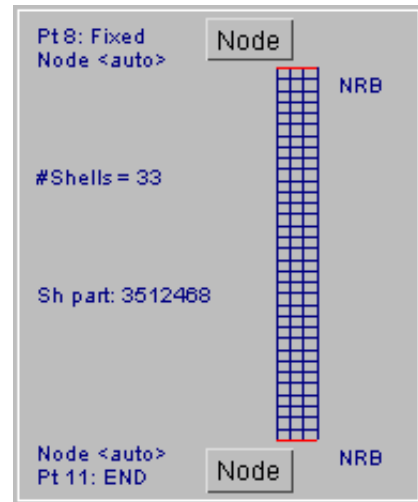 Pt 8: Fixed
Node <auto>
Node
NRB
#Shells = 33
Sh part: 3512468
Node <auto>
Pt 11: END
Node
NRB